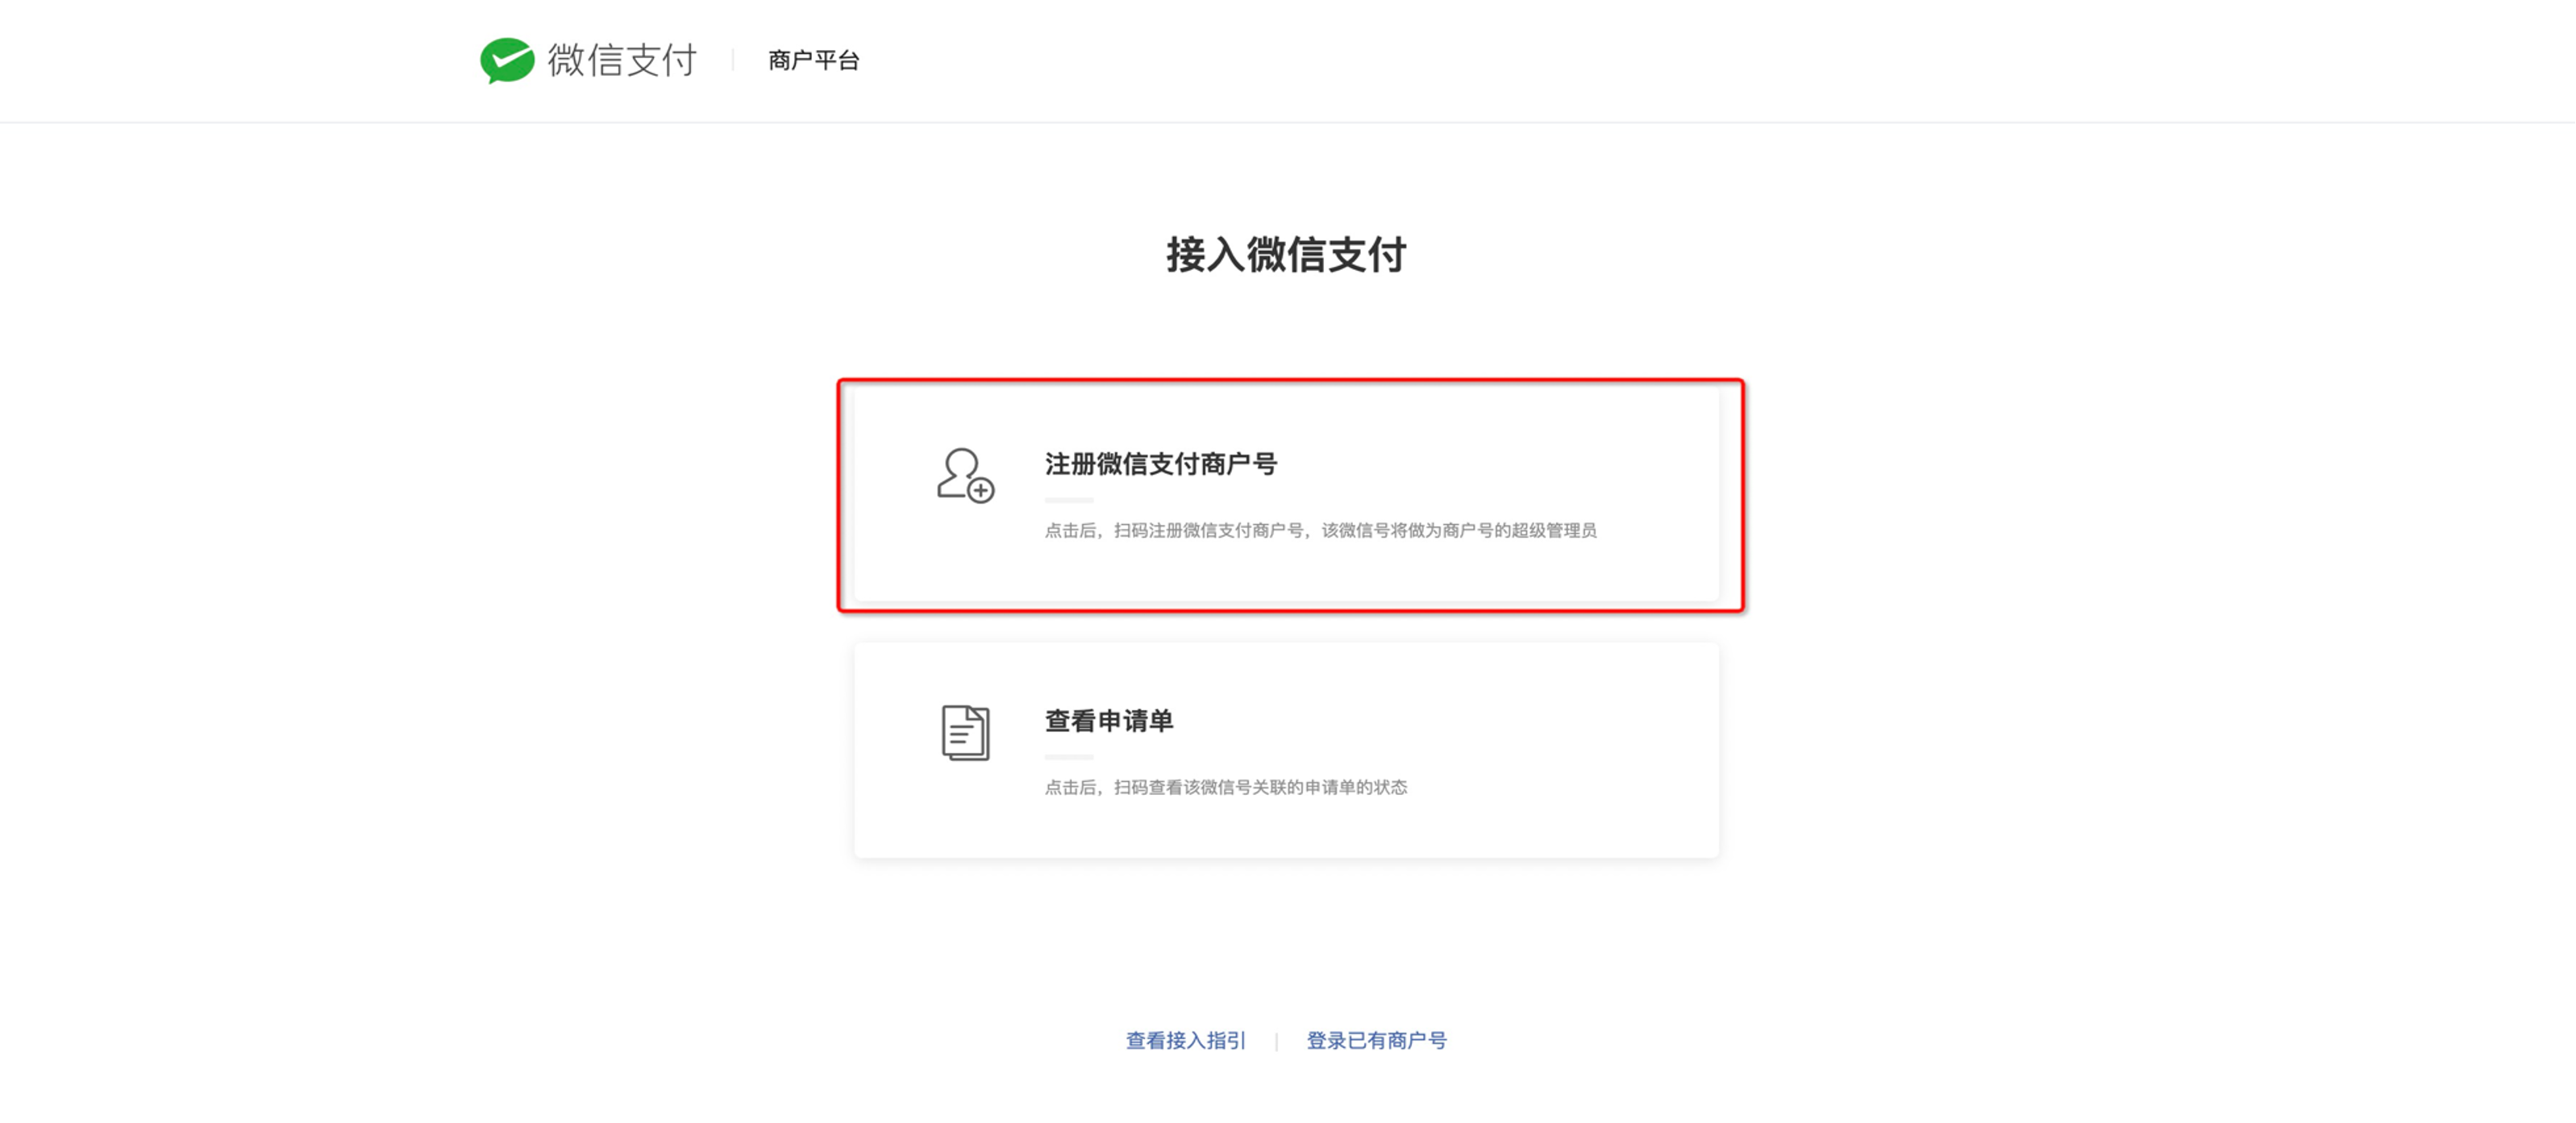 微信支付
商户平台
接入微信支付
注册微信支付商户号
点击后，扫码注册微信支付商户号，该微信号将做为商户号的超级管理员
查看申请单
点击后，扫码查看该微信号关联的申请单的状态
查看接入指引 | 登录已有商户号